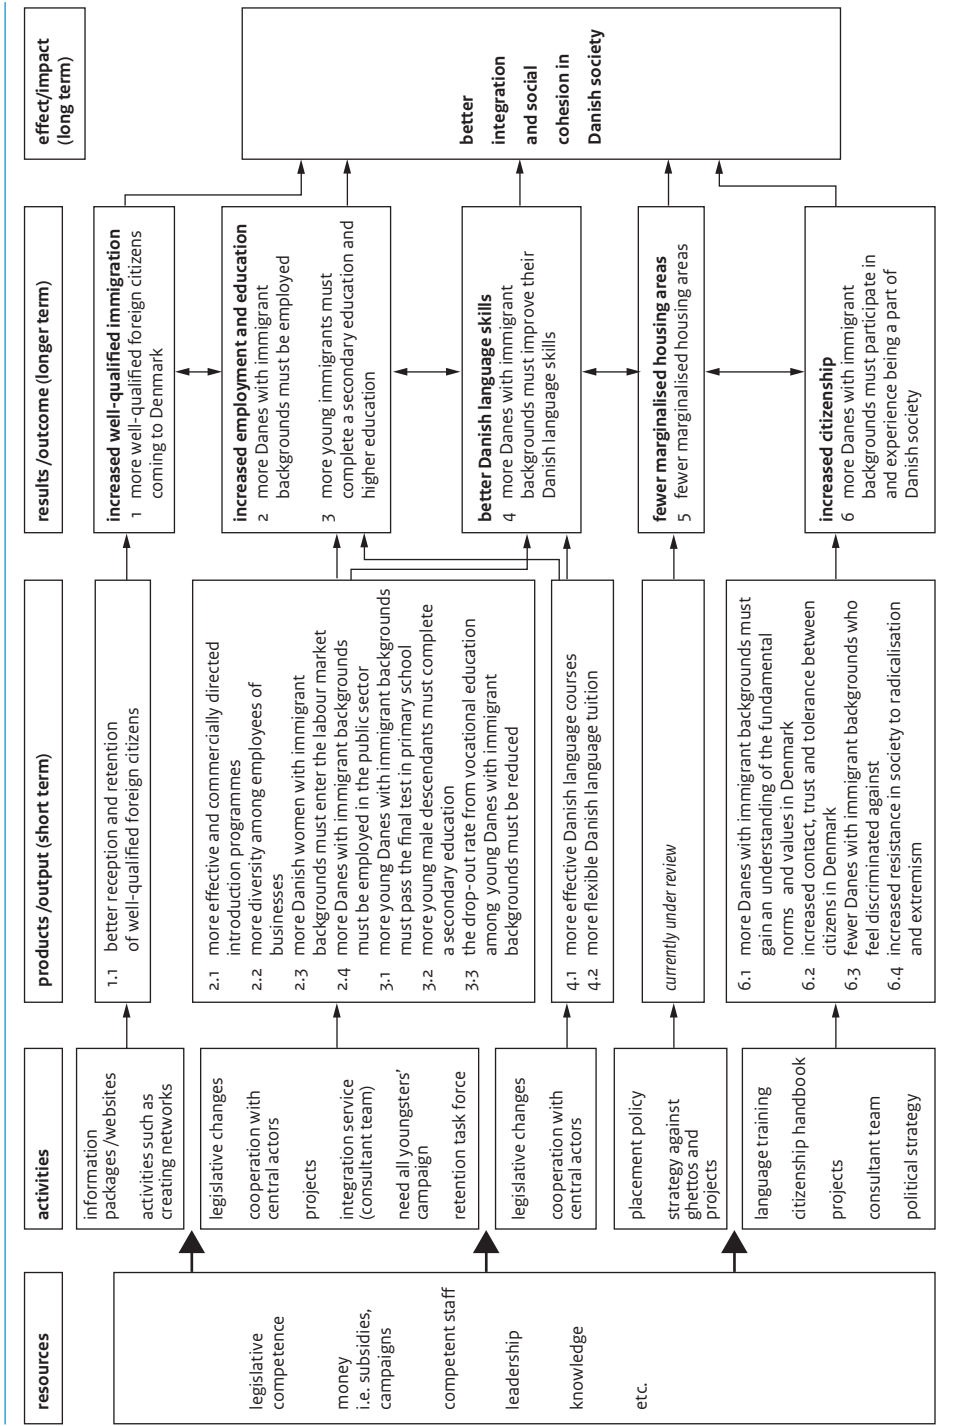 resources
activities
products /output (short term)
results /outcome (longer term)
effect/impact
(long term)
legislative
competence
money
i.e. subsidies,
campaigns
competent staff
leadership
knowledge
etc.
information
packages /websites
activities such as
creating networks
legislative changes
cooperation with
central actors
projects
integration service
(consultant team)
need all youngsters’
campaign
retention task force
legislative changes
cooperation with
central actors
placement policy
strategy against
ghettos and
projects
language training
citizenship handbook
projects
consultant team
political strategy
1.1 better reception and retention
of well-qualified foreign citizens
2.1 more effective and commercially directed
introduction programmes
2.2 more diversity among employees of
businesses
2.3 more Danish women with immigrant
backgrounds must enter the labour market
2.4 more Danes with immigrant backgrounds
must be employed in the public sector
3.1 more young Danes with immigrant backgrounds
must pass the final test in primary school
3.2 more young male descendants must complete
a secondary education
3.3 the drop-out rate from vocational education
among young Danes with immigrant
backgrounds must be reduced
4.1 more effective Danish language courses
4.2 more flexible Danish language tuition
currently under review
6.1 more Danes with immigrant backgrounds must
gain an understanding of the fundamental
norms and values in Denmark
6.2 increased contact, trust and tolerance between
citizens in Denmark
6.3 fewer Danes with immigrant backgrounds who
feel discriminated against
6.4 increased resistance in society to radicalisation
and extremism
increased well-qualified immigration
1 more well-qualified foreign citizens
coming to Denmark
increased employment and education
2 more Danes with immigrant
backgrounds must be employed
3 more young immigrants must
complete a secondary education and
higher education
better Danish language skills
4 more Danes with immigrant
backgrounds must improve their
Danish language skills
fewer marginalised housing areas
5 fewer marginalised housing areas
increased citizenship
6 more Danes with immigrant
backgrounds must participate in
and experience being a part of
Danish society
better
integration
and social
cohesion in
Danish society